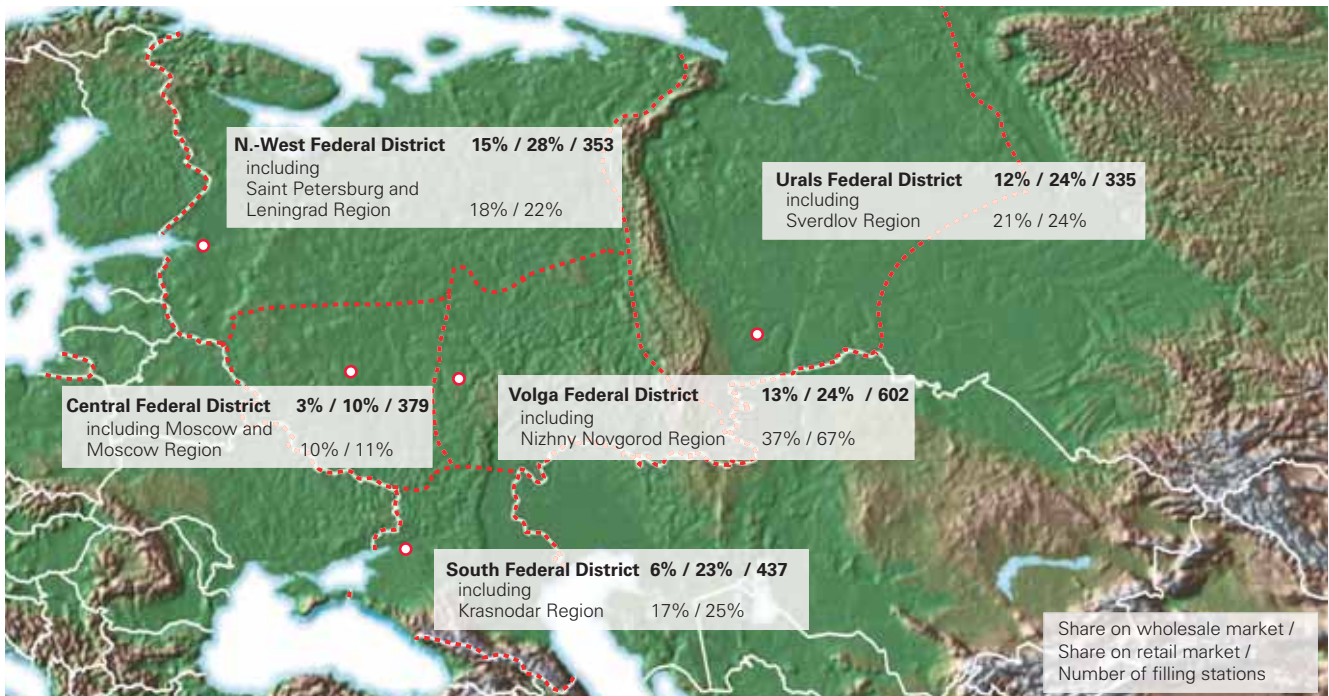 N.-West Federal District 15% / 28% / 353
including
Saint Petersburg and
Leningrad Region 18% / 22%
Urals Federal District 12% / 24% / 335
including
Sverdlov Region 21% / 24%
Central Federal District 3% / 10% / 379
including Moscow and
Moscow Region 10% / 11%
Volga Federal District 13% / 24% / 602
including
Nizhny Novgorod Region 37% / 67%
South Federal District 6% / 23% / 437
including
Krasnodar Region 17% / 25%
Share on wholesale market /
Share on retail market /
Number of filling stations